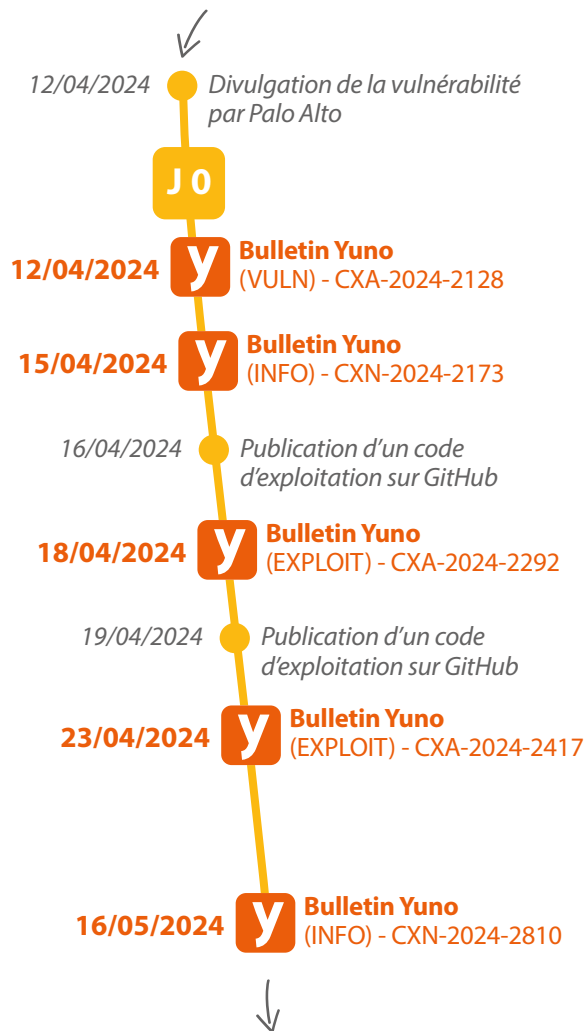 12/04/2024 Divulgation de la vulnérabilité
par Palo Alto
J 0
12/04/2024 y Bulletin Yuno
(VULN) - CXA-2024-2128
15/04/2024 y Bulletin Yuno
(INFO) - CXN-2024-2173
16/04/2024 Publication d’un code
d’exploitation sur GitHub
18/04/2024 y Bulletin Yuno
(EXPLOIT) - CXA-2024-2292
19/04/2024 Publication d’un code
d’exploitation sur GitHub
23/04/2024 y Bulletin Yuno
(EXPLOIT) - CXA-2024-2417
16/05/2024 y Bulletin Yuno
(INFO) - CXN-2024-2810